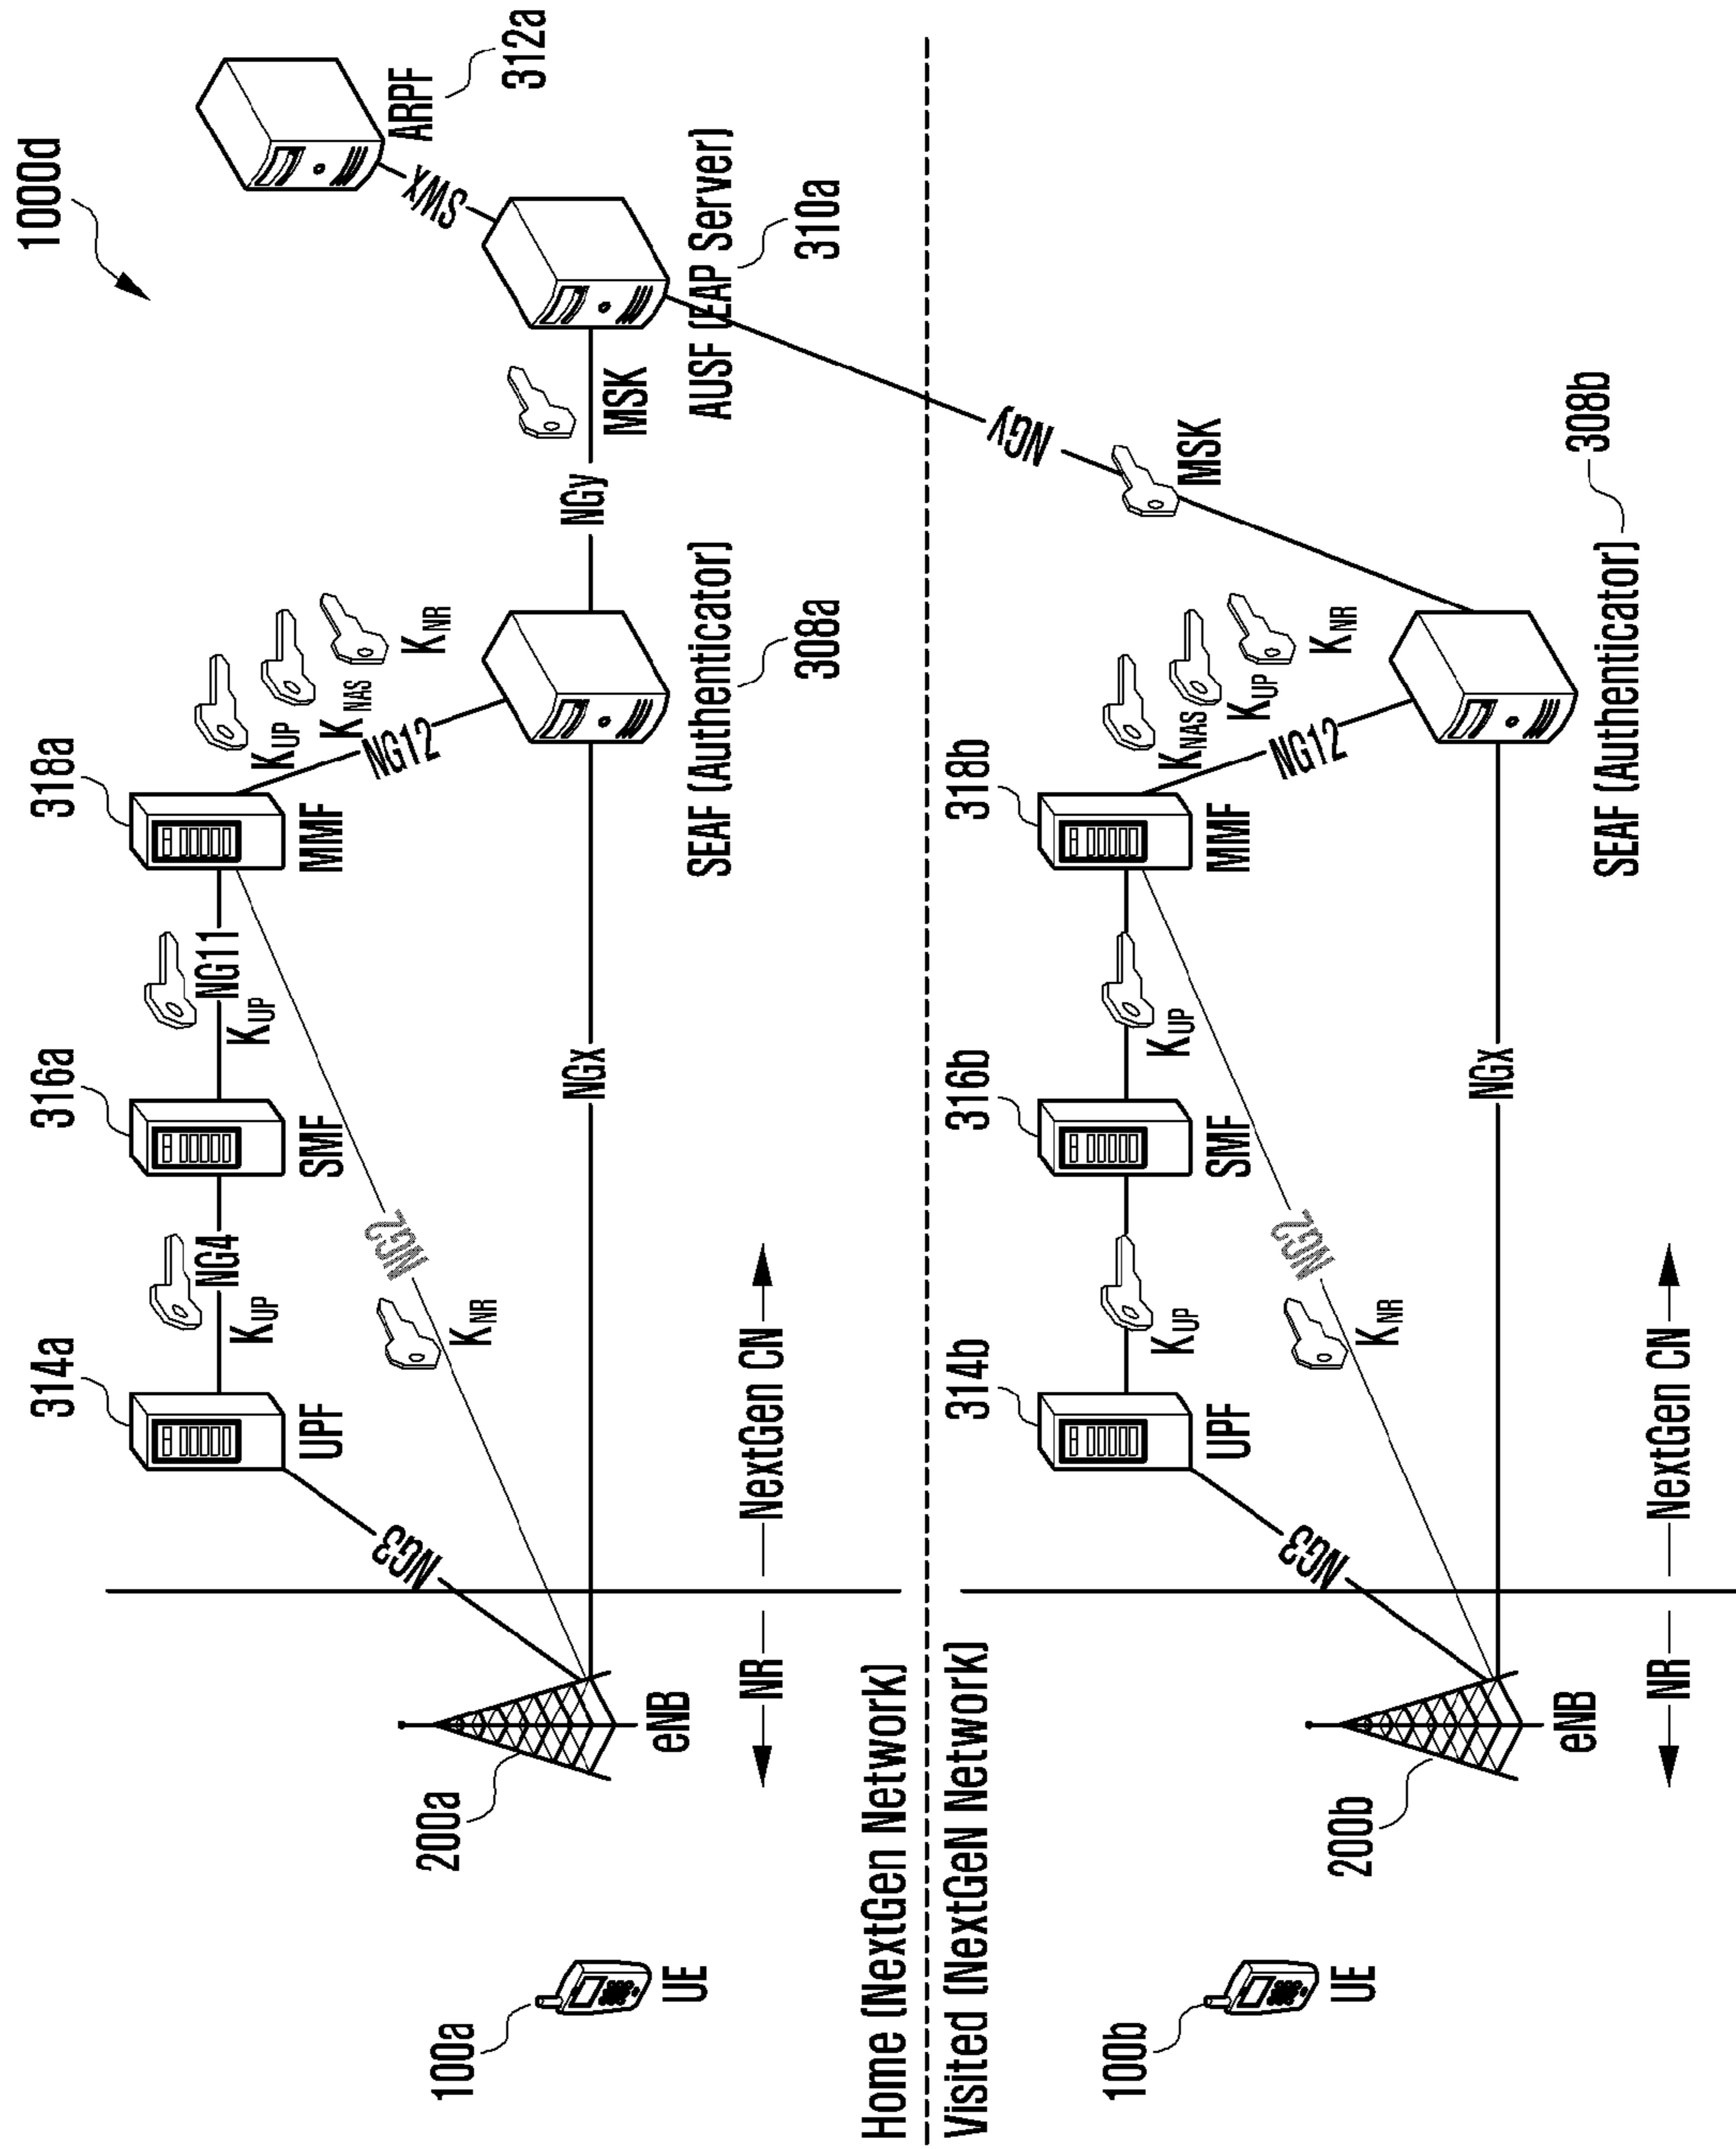 1000d
314a
316a
318a
UPF
NG4
K_UP
SMF
NG11
K_UP
MMF
K_UP
K_NAS
K_NR
NG12
ARPF
312a
SWx
NG3
NG2
K_NR
100a
UE
200a
eNB
NGx
SEAF (Authenticator)
308a
NGy
MSK
AUSF (EAP Server)
310a
NR
NextGen CN
Home (NextGen Network)
Visited (NextGeN Network)
314b
316b
318b
UPF
K_UP
SMF
K_UP
MMF
K_NAS
K_UP
K_NR
NG12
NGy
MSK
NG3
NG2
K_NR
100b
UE
200b
eNB
NGx
SEAF (Authenticator)
308b
NR
NextGen CN